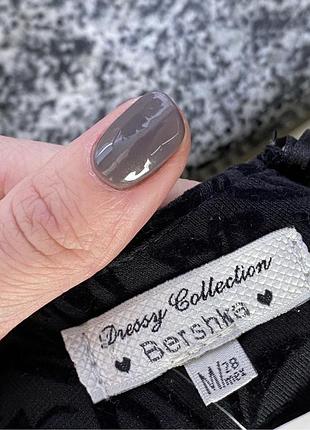 Dressy Collection
Bershka
M/28
mex